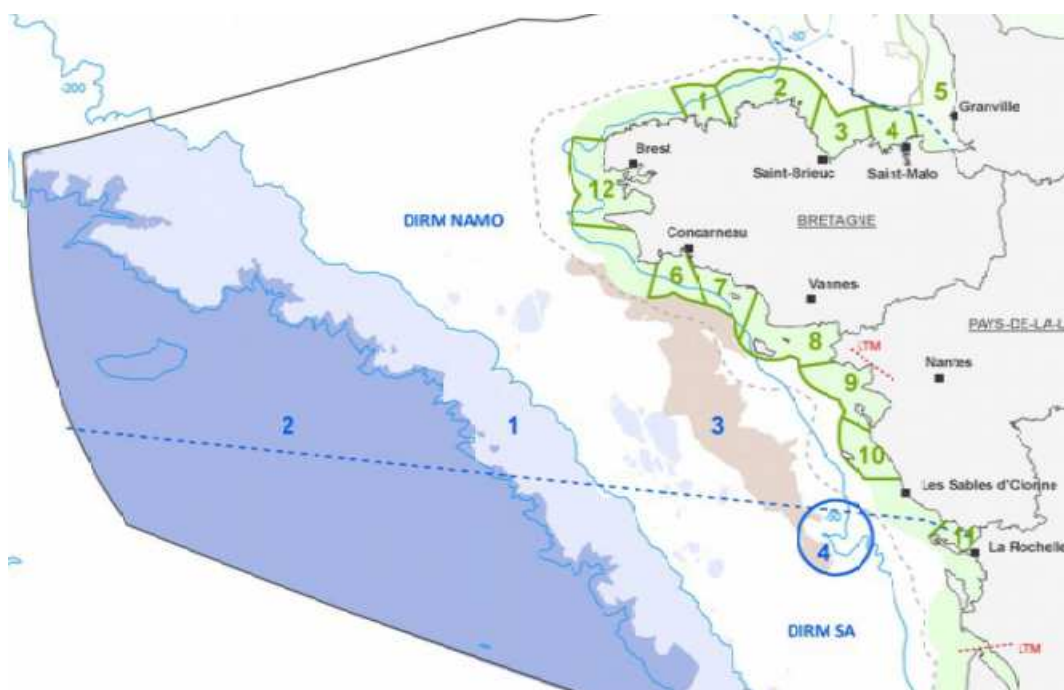 -50
-200
5
Granville
1
2
3
4
Brest
Saint-Brieuc
Saint-Malo
12
DIRM NAMO
BRETAGNE
Concarneau
6
7
Vannes
8
PAYS-DE-LA-L
LTM
Nantes
9
2
1
3
10
Les Sables d'Olonne
-50
11
4
La Rochelle
DIRM SA
LTM